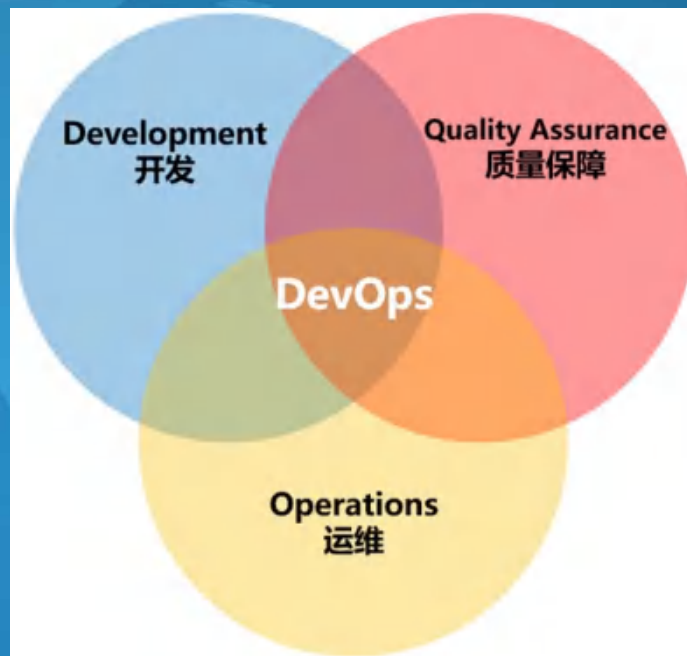 Development
开发
Quality Assurance
质量保障
DevOps
Operations
运维